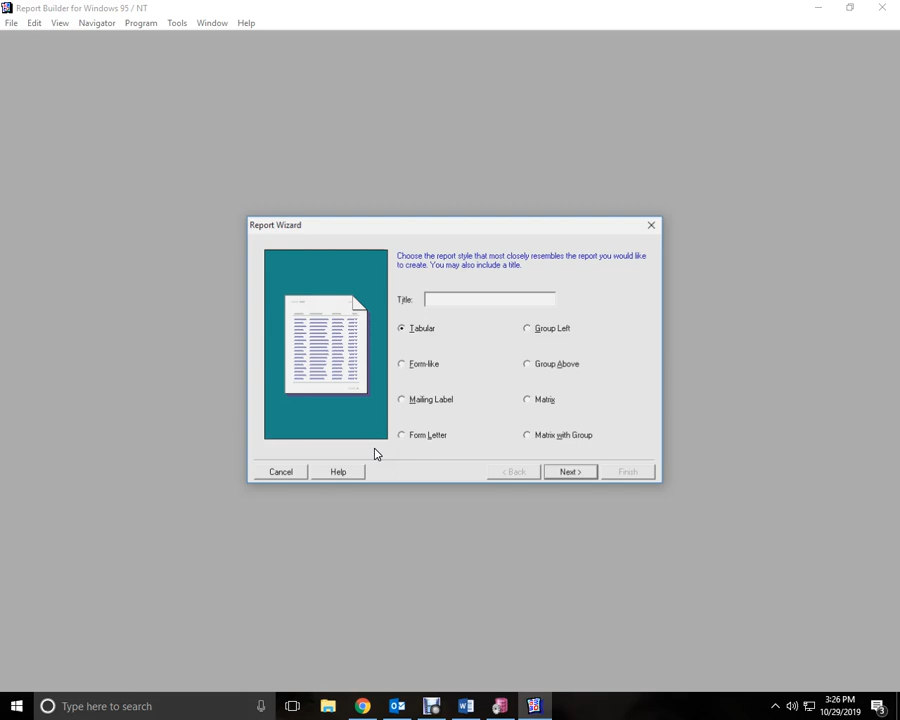 Report Builder for Windows 95 / NT
File Edit View Navigator Program Tools Window Help
Report Wizard
Choose the report style that most closely resembles the report you would like
to create. You may also include a title.
Title:
Tabular Group Left
Form-like Group Above
Mailing Label Matrix
Form Letter Matrix with Group
Cancel Help < Back Next > Finish
Type here to search
3:26 PM
10/29/2019
3